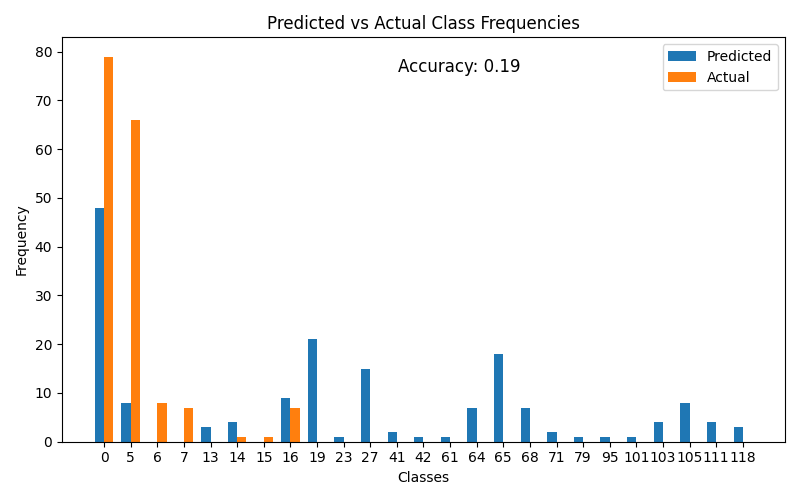 Predicted vs Actual Class Frequencies
Accuracy: 0.19
Predicted
Actual
Frequency
80
70
60
50
40
30
20
10
0
0 5 6 7 13 14 15 16 19 23 27 41 42 61 64 65 68 71 79 95 101 103 105 111 118
Classes